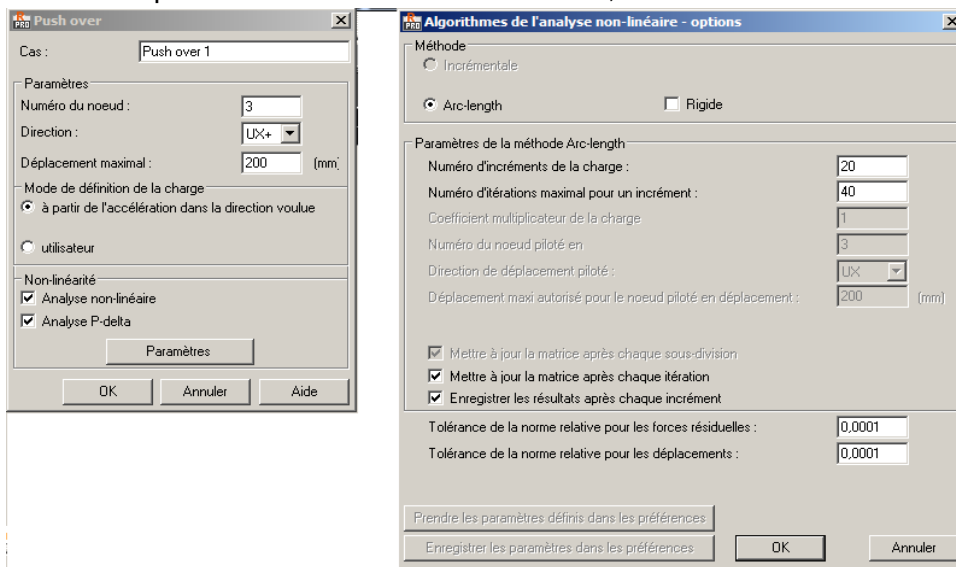 Push over
Cas : Push over 1
Paramètres
Numéro du noeud : 3
Direction : UX+
Déplacement maximal : 200 (mm)
Mode de définition de la charge
à partir de l'accélération dans la direction voulue
utilisateur
Non-linéarité
Analyse non-linéaire
Analyse P-delta
Paramètres
OK Annuler Aide
Algorithmes de l'analyse non-linéaire - options
Méthode
Incrémentale
Arc-length Rigide
Paramètres de la méthode Arc-length
Numéro d'incréments de la charge : 20
Numéro d'itérations maximal pour un incrément : 40
Coefficient multiplicateur de la charge 1
Numéro du noeud piloté en 3
Direction de déplacement piloté : UX
Déplacement maxi autorisé pour le noeud piloté en déplacement : 200 (mm)
Mettre à jour la matrice après chaque sous-division
Mettre à jour la matrice après chaque itération
Enregistrer les résultats après chaque incrément
Tolérance de la norme relative pour les forces résiduelles : 0,0001
Tolérance de la norme relative pour les déplacements : 0,0001
Prendre les paramètres définis dans les préférences
Enregistrer les paramètres dans les préférences OK Annuler